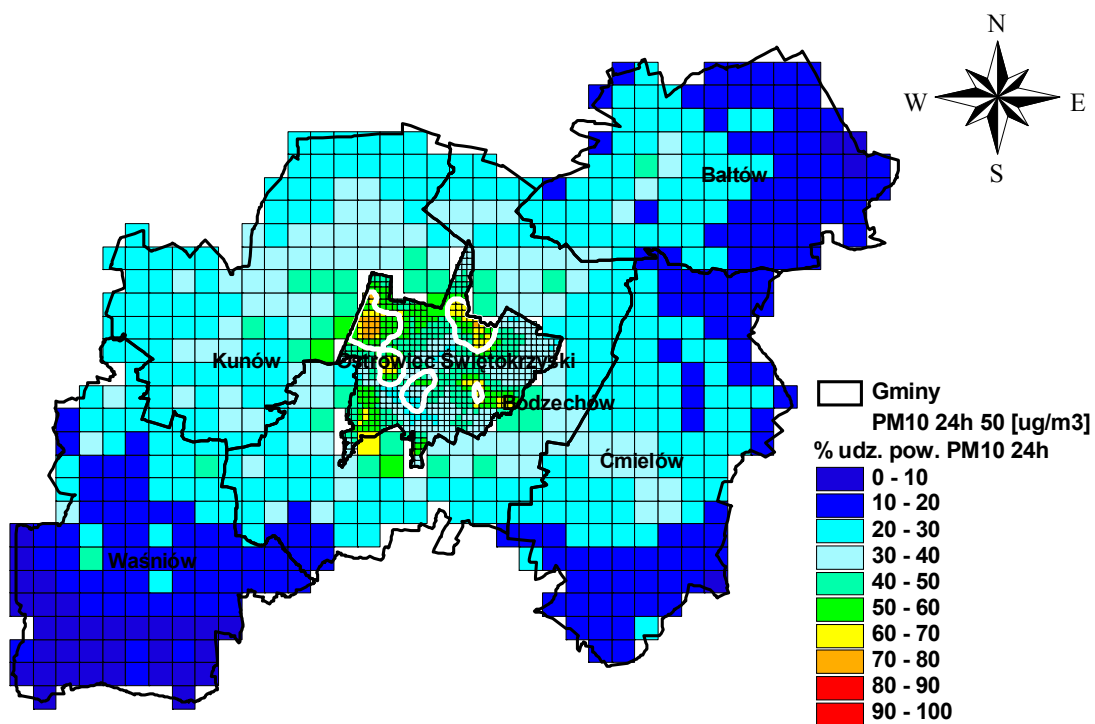 N
W
E
S
Bałtów
Kunów
Ostrowiec Świętokrzyski
Bodzechów
Ćmielów
Waśniów
Gminy
PM10 24h 50 [ug/m3]
% udz. pow. PM10 24h
0 - 10
10 - 20
20 - 30
30 - 40
40 - 50
50 - 60
60 - 70
70 - 80
80 - 90
90 - 100